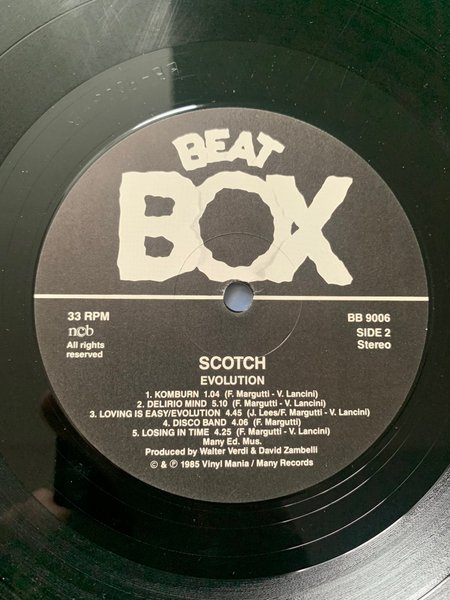 BEAT
BOX
33 RPM
ncb
All rights
reserved
BB 9006
SIDE 2
Stereo
SCOTCH
EVOLUTION
1. KOMBURN 1.04 (F. Margutti - V. Lancini)
2. DELIRIO MIND 5.10 (F. Margutti - V. Lancini)
3. LOVING IS EASY/EVOLUTION 4.45 (J. Lees/F. Margutti - V. Lancini)
4. DISCO BAND 4.06 (F. Margutti)
5. LOSING IN TIME 4.25 (F. Margutti - V. Lancini)
Many Ed. Mus.
Produced by Walter Verdi & David Zambelli
© & ℗ 1985 Vinyl Mania / Many Records